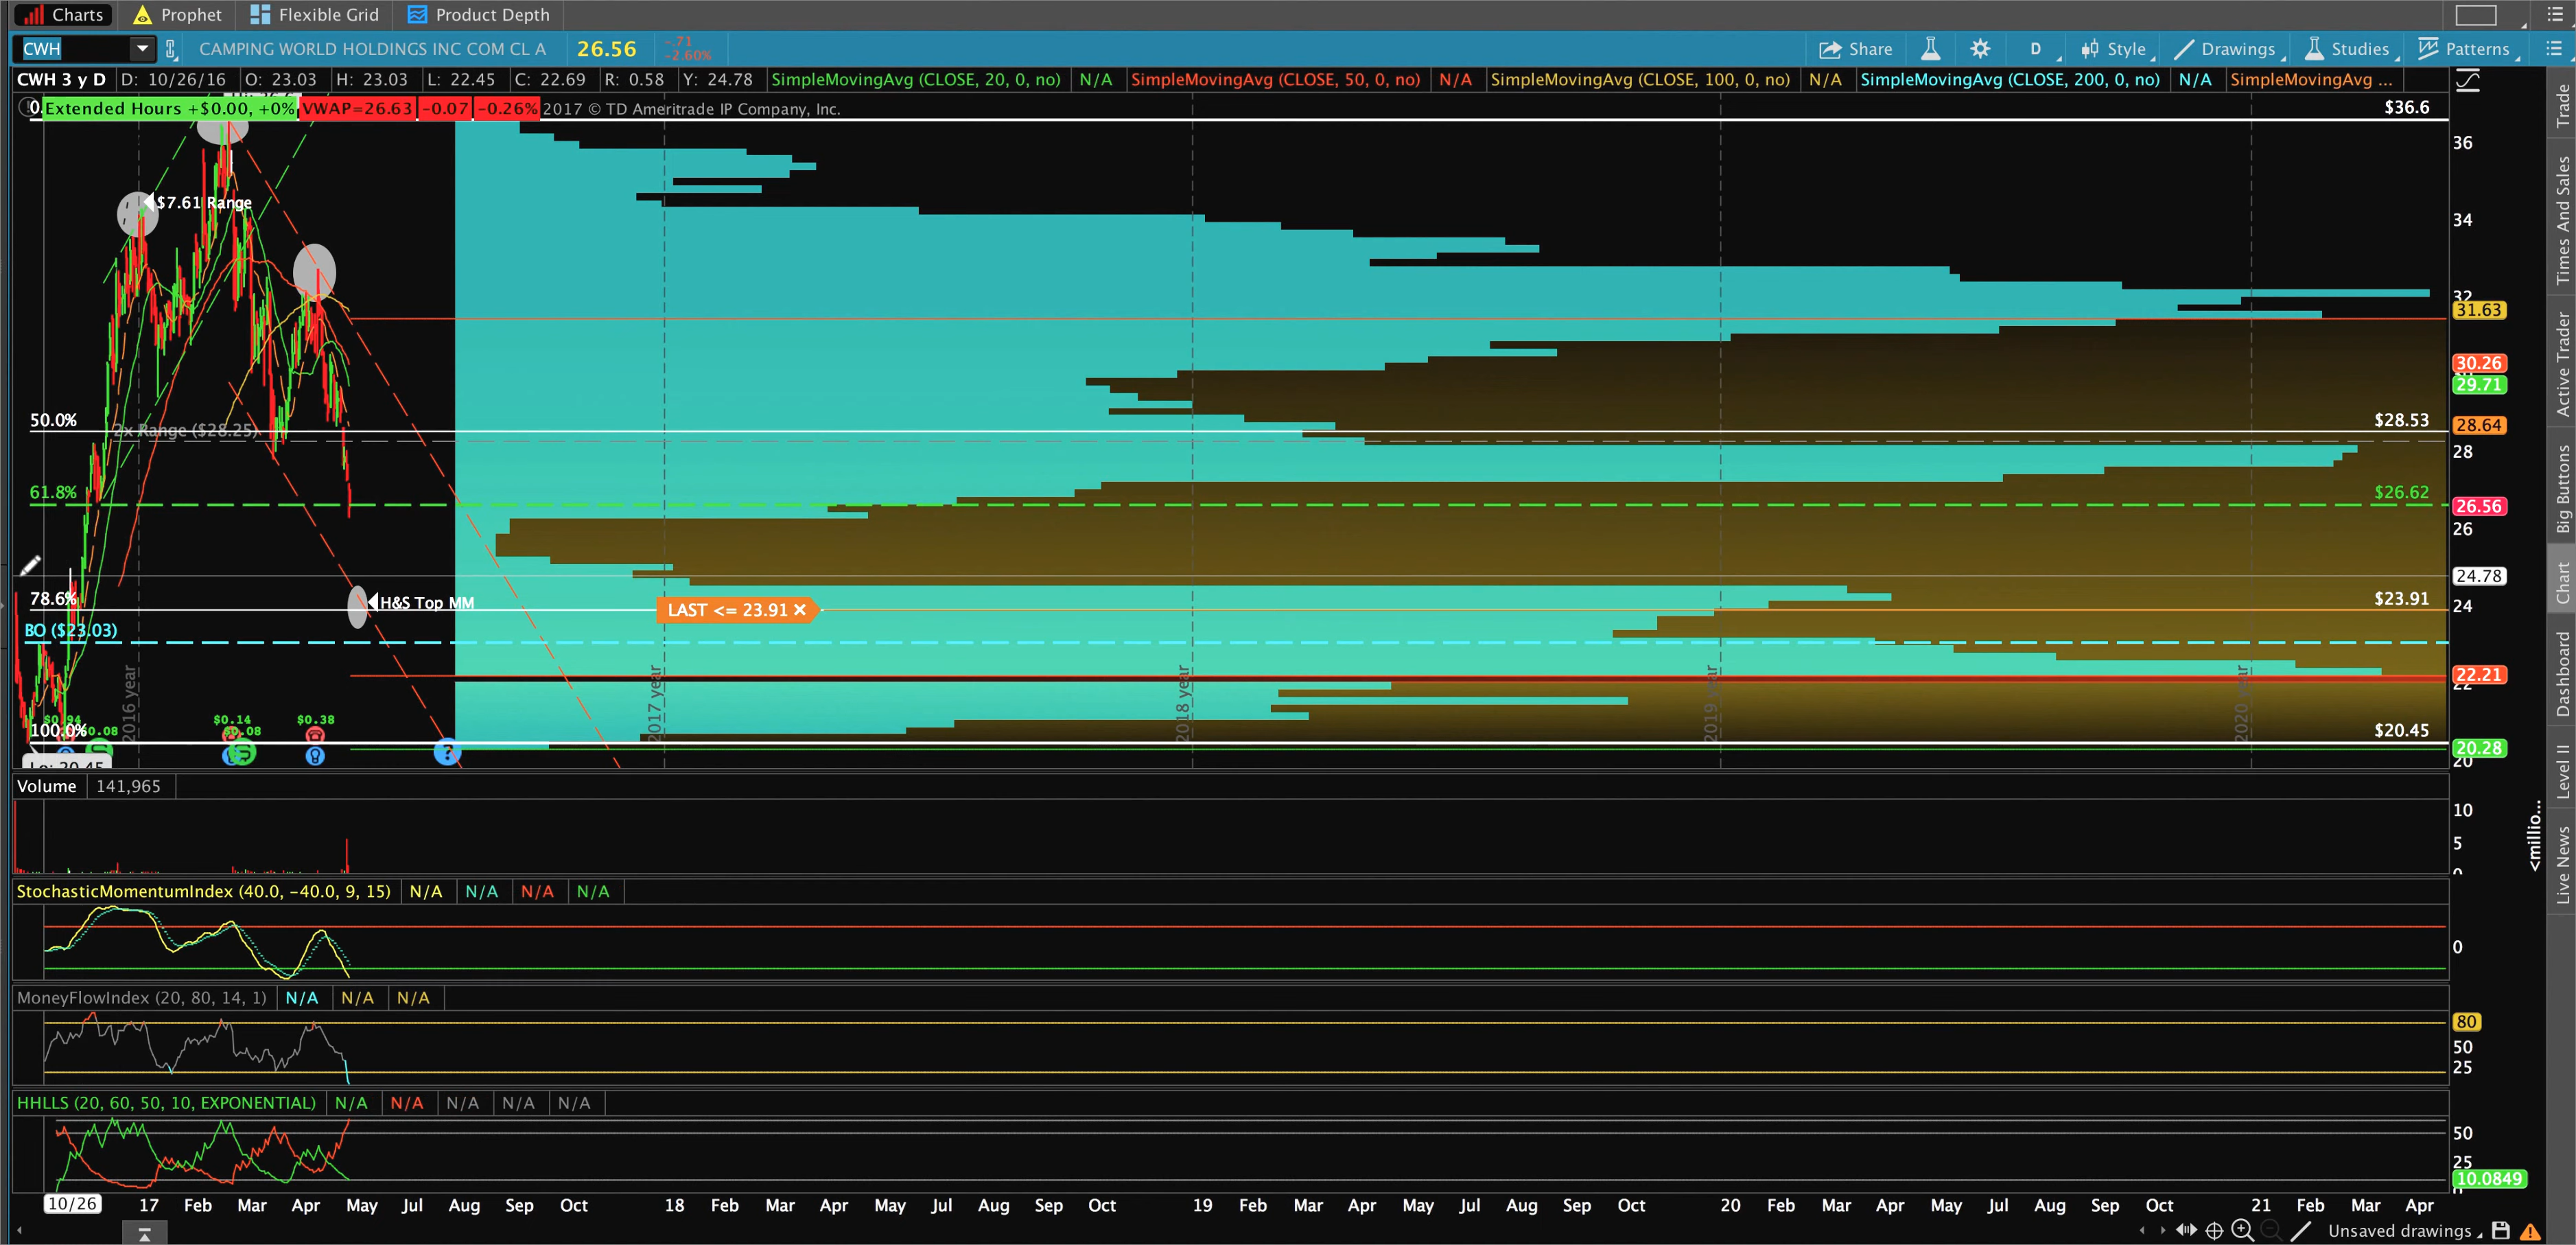 Charts Prophet Flexible Grid Product Depth
CWH CAMPING WORLD HOLDINGS INC COM CL A 26.56 -.71 -2.60% Share D Style Drawings Studies Patterns
CWH 3 y D D: 10/26/16 O: 23.03 H: 23.03 L: 22.45 C: 22.69 R: 0.58 Y: 24.78 SimpleMovingAvg (CLOSE, 20, 0, no) N/A SimpleMovingAvg (CLOSE, 50, 0, no) N/A SimpleMovingAvg (CLOSE, 100, 0, no) N/A SimpleMovingAvg (CLOSE, 200, 0, no) N/A SimpleMovingAvg ...
Extended Hours +$0.00, +0% VWAP=26.63 -0.07 -0.26% 2017 © TD Ameritrade IP Company, Inc. $36.6
36
$7.61 Range
34
32
31.63
30.26
29.71
50.0% $28.53
2x Range ($28.25) 28.64
28
61.8% $26.62
26.56
26
24.78
78.6% H&S Top MM LAST <= 23.91 $23.91
24
BO ($23.03)
22.21
22
2016 year 2017 year 2018 year 2019 year 2020 year
$0.14 $0.38
100.0% $0.08 $20.45
20.28
20
Volume 141,965
10
5
0
<millio...
StochasticMomentumIndex (40.0, -40.0, 9, 15) N/A N/A N/A N/A
0
MoneyFlowIndex (20, 80, 14, 1) N/A N/A N/A
80
50
25
HHLLS (20, 60, 50, 10, EXPONENTIAL) N/A N/A N/A N/A N/A
50
25
10.0849
10/26 17 Feb Mar Apr May Jul Aug Sep Oct 18 Feb Mar Apr May Jul Aug Sep Oct 19 Feb Mar Apr May Jul Aug Sep Oct 20 Feb Mar Apr May Jul Aug Sep Oct 21 Feb Mar Apr
Unsaved drawings
Trade
Times And Sales
Active Trader
Big Buttons
Chart
Dashboard
Level II
Live News